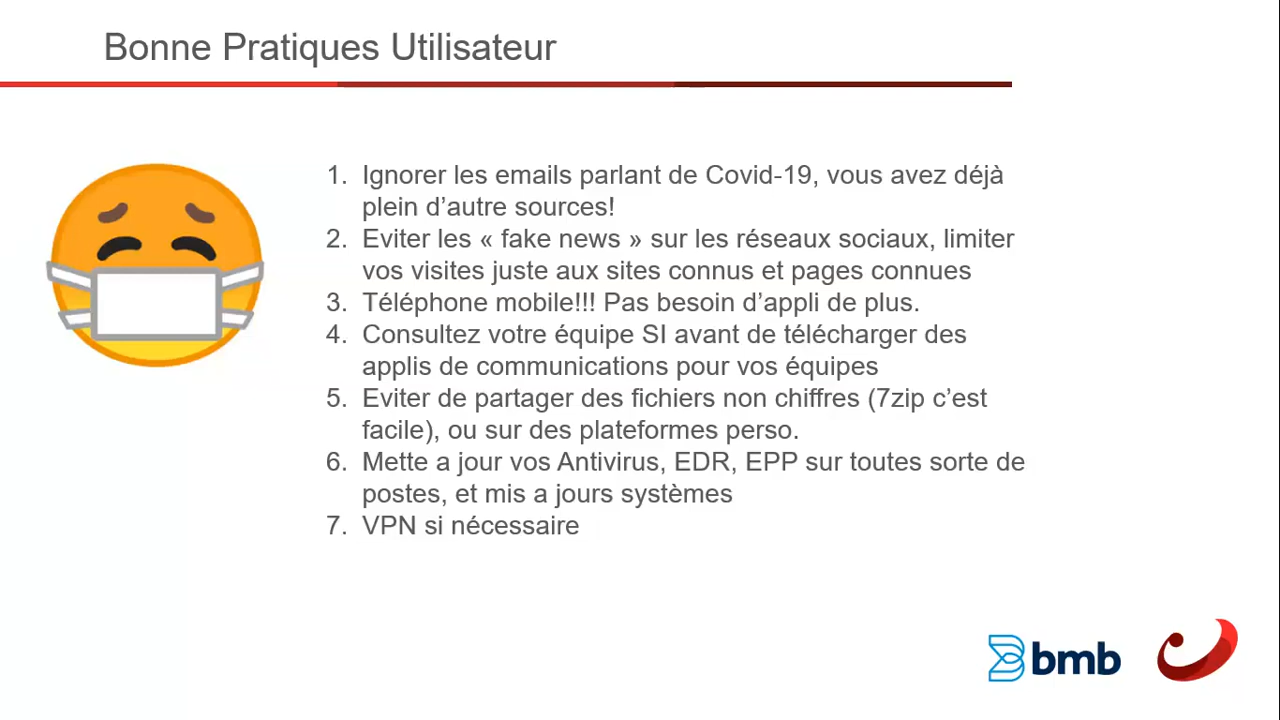 Bonne Pratiques Utilisateur
1. Ignorer les emails parlant de Covid-19, vous avez déjà
plein d’autre sources!
2. Eviter les « fake news » sur les réseaux sociaux, limiter
vos visites juste aux sites connus et pages connues
3. Téléphone mobile!!! Pas besoin d’appli de plus.
4. Consultez votre équipe SI avant de télécharger des
applis de communications pour vos équipes
5. Eviter de partager des fichiers non chiffres (7zip c’est
facile), ou sur des plateformes perso.
6. Mette a jour vos Antivirus, EDR, EPP sur toutes sorte de
postes, et mis a jours systèmes
7. VPN si nécessaire
bmb